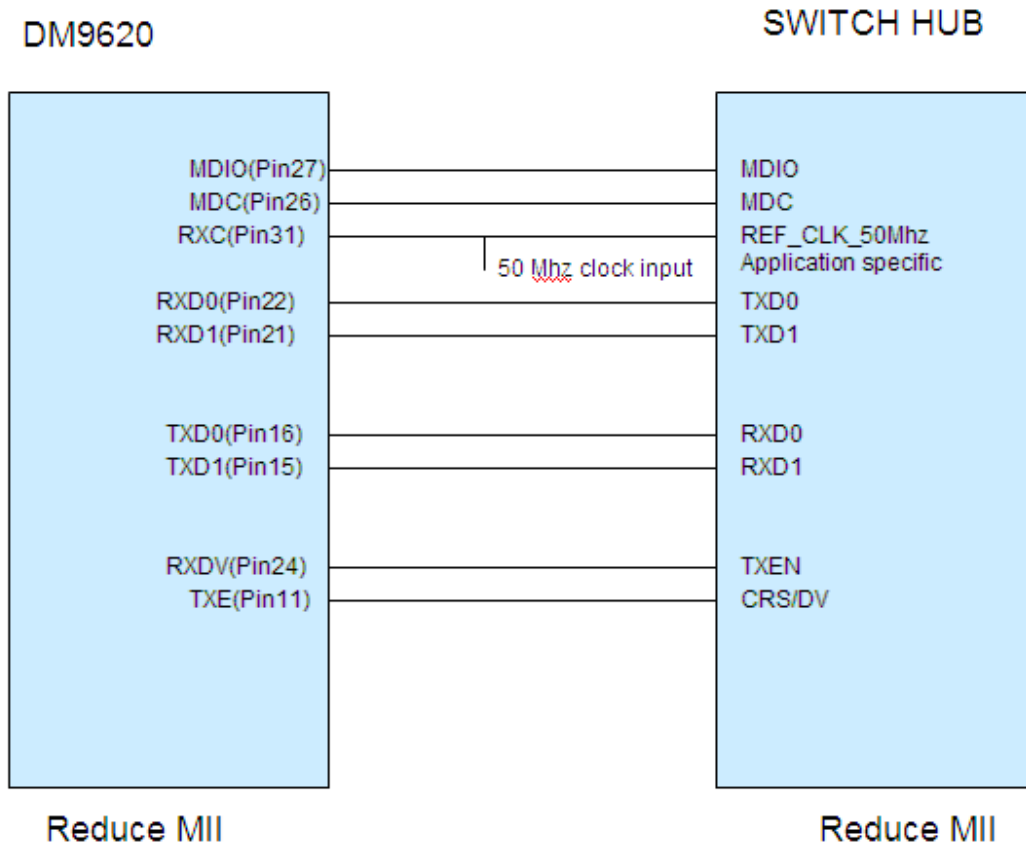 DM9620
SWITCH HUB
MDIO(Pin27)
MDC(Pin26)
RXC(Pin31)
RXD0(Pin22)
RXD1(Pin21)
TXD0(Pin16)
TXD1(Pin15)
RXDV(Pin24)
TXE(Pin11)
50 Mhz clock input
MDIO
MDC
REF_CLK_50Mhz
Application specific
TXD0
TXD1
RXD0
RXD1
TXEN
CRS/DV
Reduce MII
Reduce MII